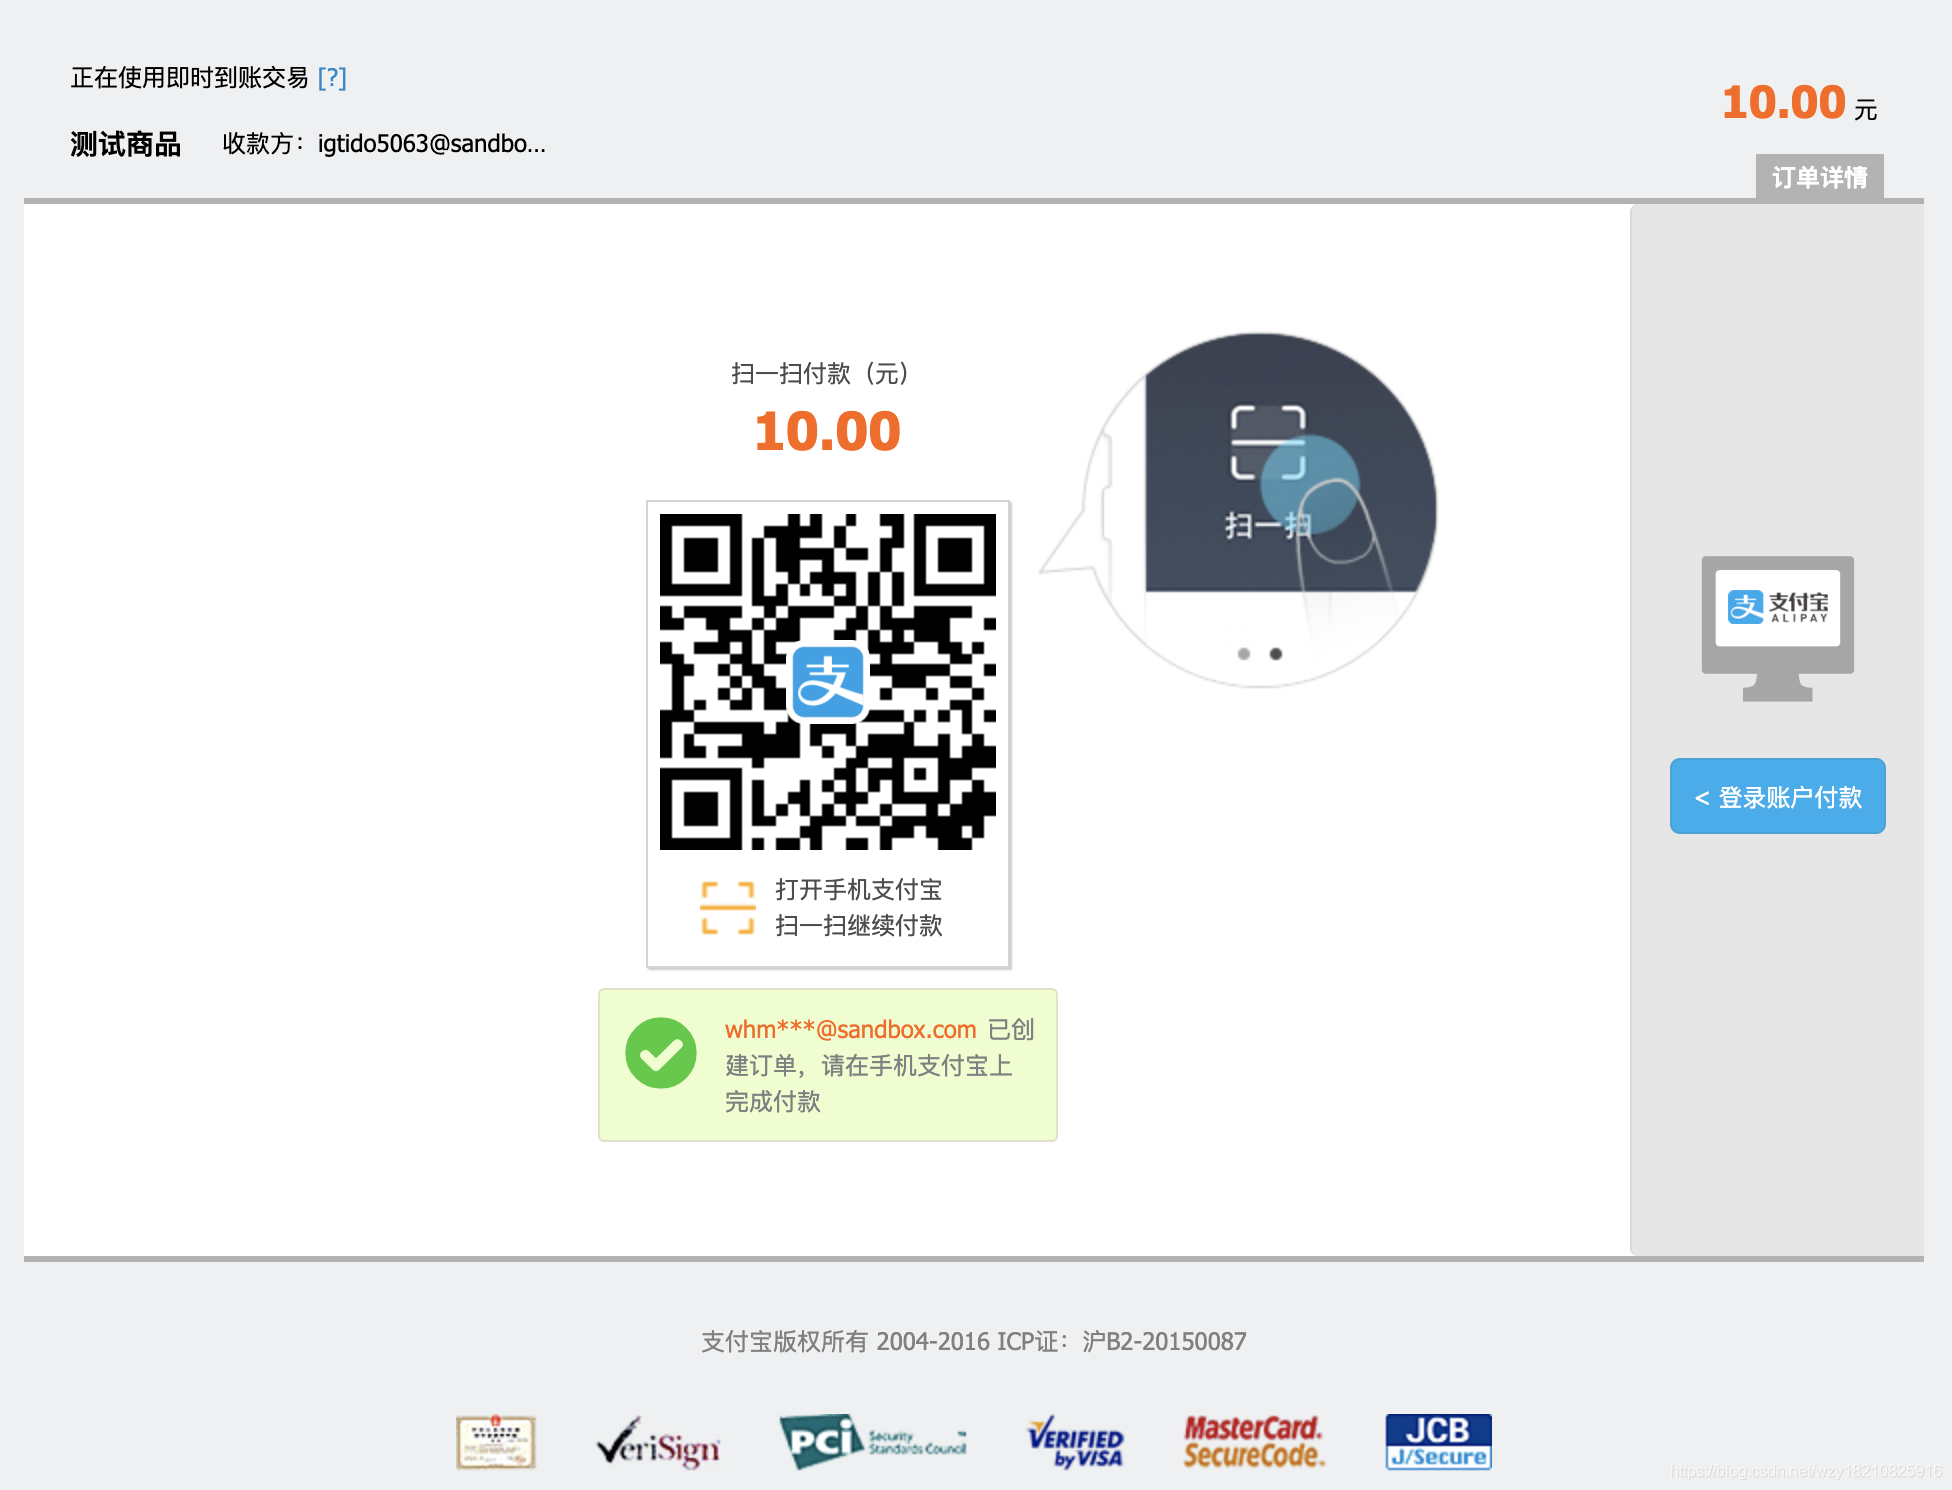 正在使用即时到账交易 [?]
测试商品 收款方：igtido5063@sandbo...
10.00 元
订单详情
扫一扫付款（元）
10.00
支
打开手机支付宝
扫一扫继续付款
扫一扫
支 支付宝
ALIPAY
< 登录账户付款
whm***@sandbox.com 已创
建订单，请在手机支付宝上
完成付款
支付宝版权所有 2004-2016 ICP证：沪B2-20150087
VeriSign
PCI Security
Standards Council
VERIFIED
by VISA
MasterCard.
SecureCode.
JCB
J/Secure
https://blog.csdn.net/wzy18210825916